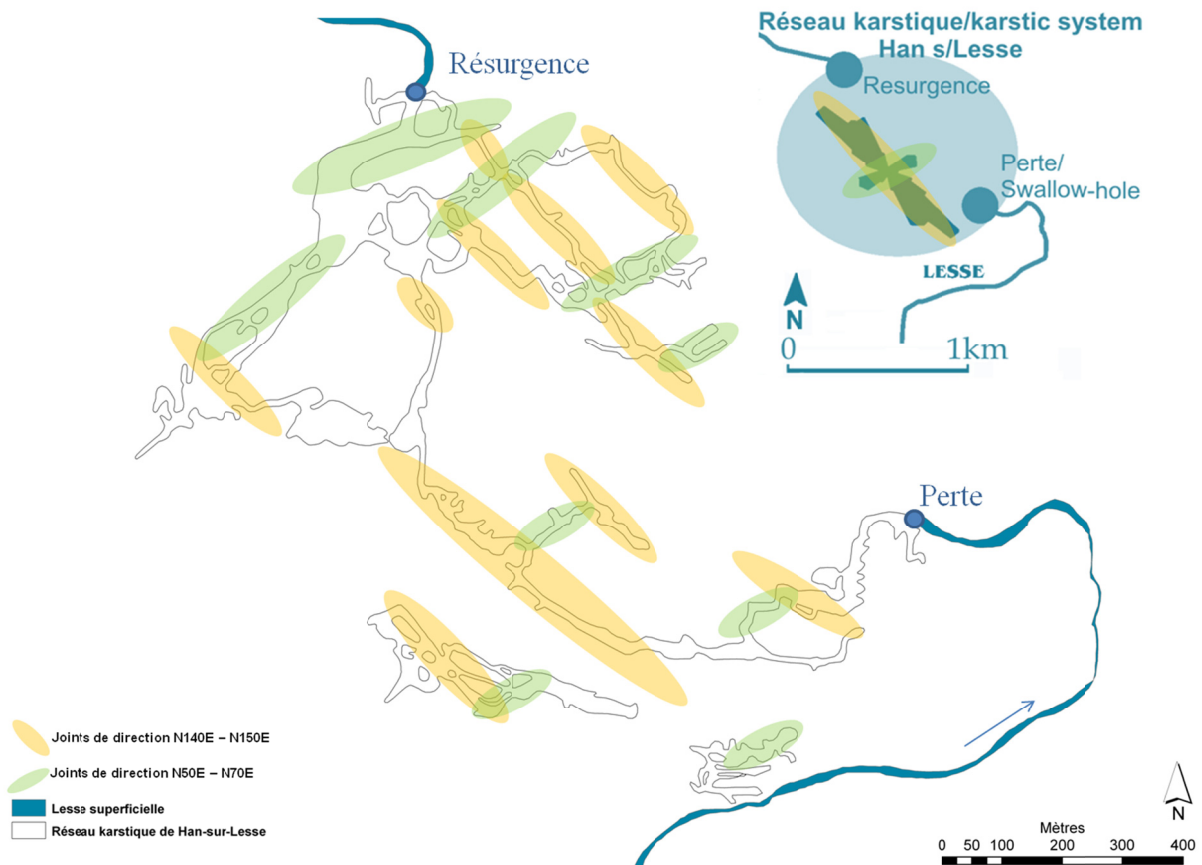 Résurgence
Réseau karstique/karstic system
Han s/Lesse
Resurgence
Perte/
Swallow-hole
LESSE
N
0 1km
Perte
Joints de direction N140E – N150E
Joints de direction N50E – N70E
Lesse superficielle
Réseau karstique de Han-sur-Lesse
N
Mètres
0 50 100 200 300 400